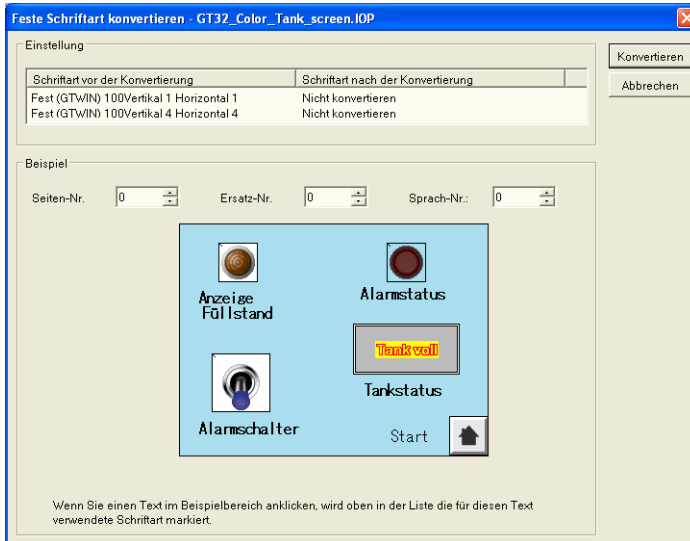 Feste Schriftart konvertieren - GT32_Color_Tank_screen.IOP
Einstellung
Konvertieren
Schriftart vor der Konvertierung Schriftart nach der Konvertierung
Abbrechen
Fest (GTWIN) 100Vertikal 1 Horizontal 1 Nicht konvertieren
Fest (GTWIN) 100Vertikal 4 Horizontal 4 Nicht konvertieren
Beispiel
Seiten-Nr. 0 Ersatz-Nr. 0 Sprach-Nr.: 0
Anzeige
Füllstand
Alarmstatus
Tank voll
Tankstatus
Alarmschalter
Start
Wenn Sie einen Text im Beispielbereich anklicken, wird oben in der Liste die für diesen Text
verwendete Schriftart markiert.